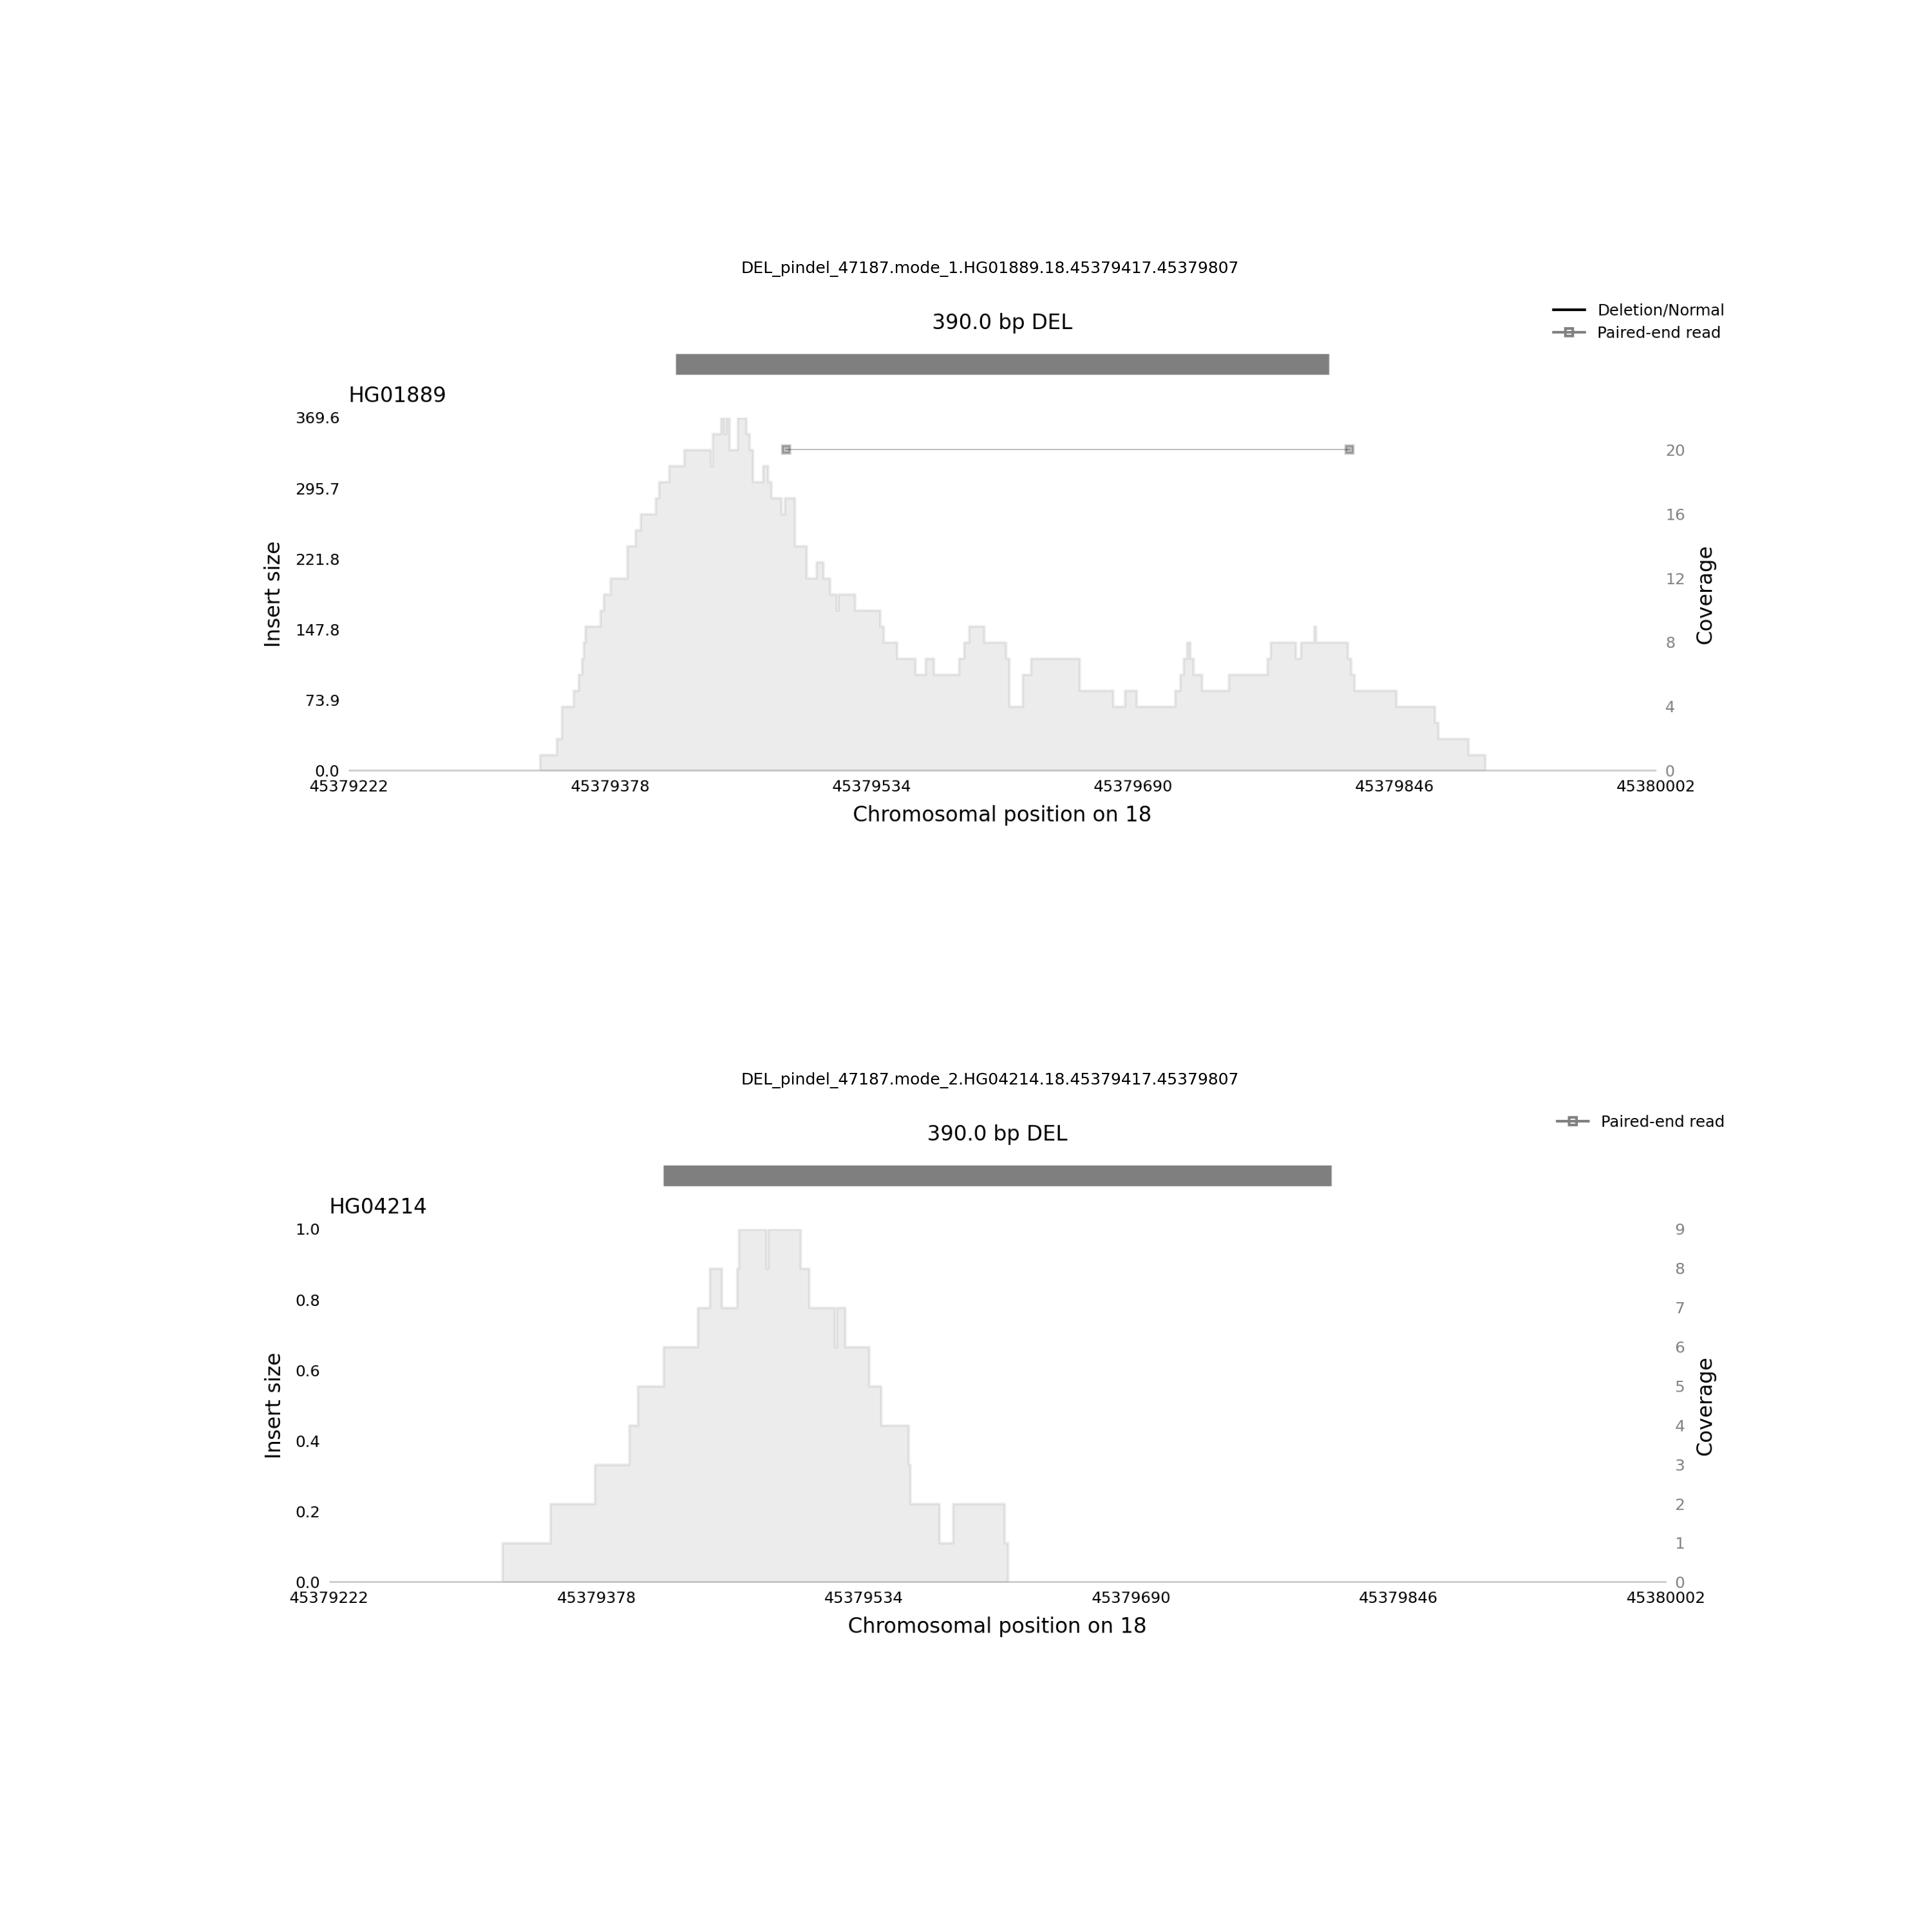 DEL_pindel_47187.mode_1.HG01889.18.45379417.45379807
390.0 bp DEL
Deletion/Normal
Paired-end read
HG01889
369.6
295.7
221.8
147.8
73.9
0.0
Insert size
20
16
12
8
4
0
Coverage
45379222 45379378 45379534 45379690 45379846 45380002
Chromosomal position on 18
DEL_pindel_47187.mode_2.HG04214.18.45379417.45379807
390.0 bp DEL
Paired-end read
HG04214
1.0
0.8
0.6
0.4
0.2
0.0
Insert size
9
8
7
6
5
4
3
2
1
0
Coverage
45379222 45379378 45379534 45379690 45379846 45380002
Chromosomal position on 18